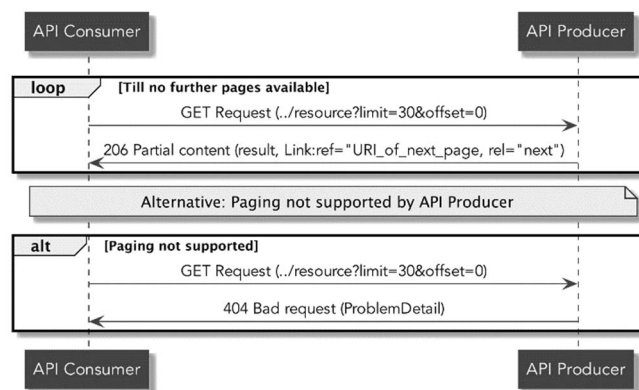 API Consumer
API Producer
loop
[Till no further pages available]
GET Request (../resource?limit=30&offset=0)
206 Partial content (result, Link:ref="URI_of_next_page, rel="next")
Alternative: Paging not supported by API Producer
alt
[Paging not supported]
GET Request (../resource?limit=30&offset=0)
404 Bad request (ProblemDetail)
API Consumer
API Producer